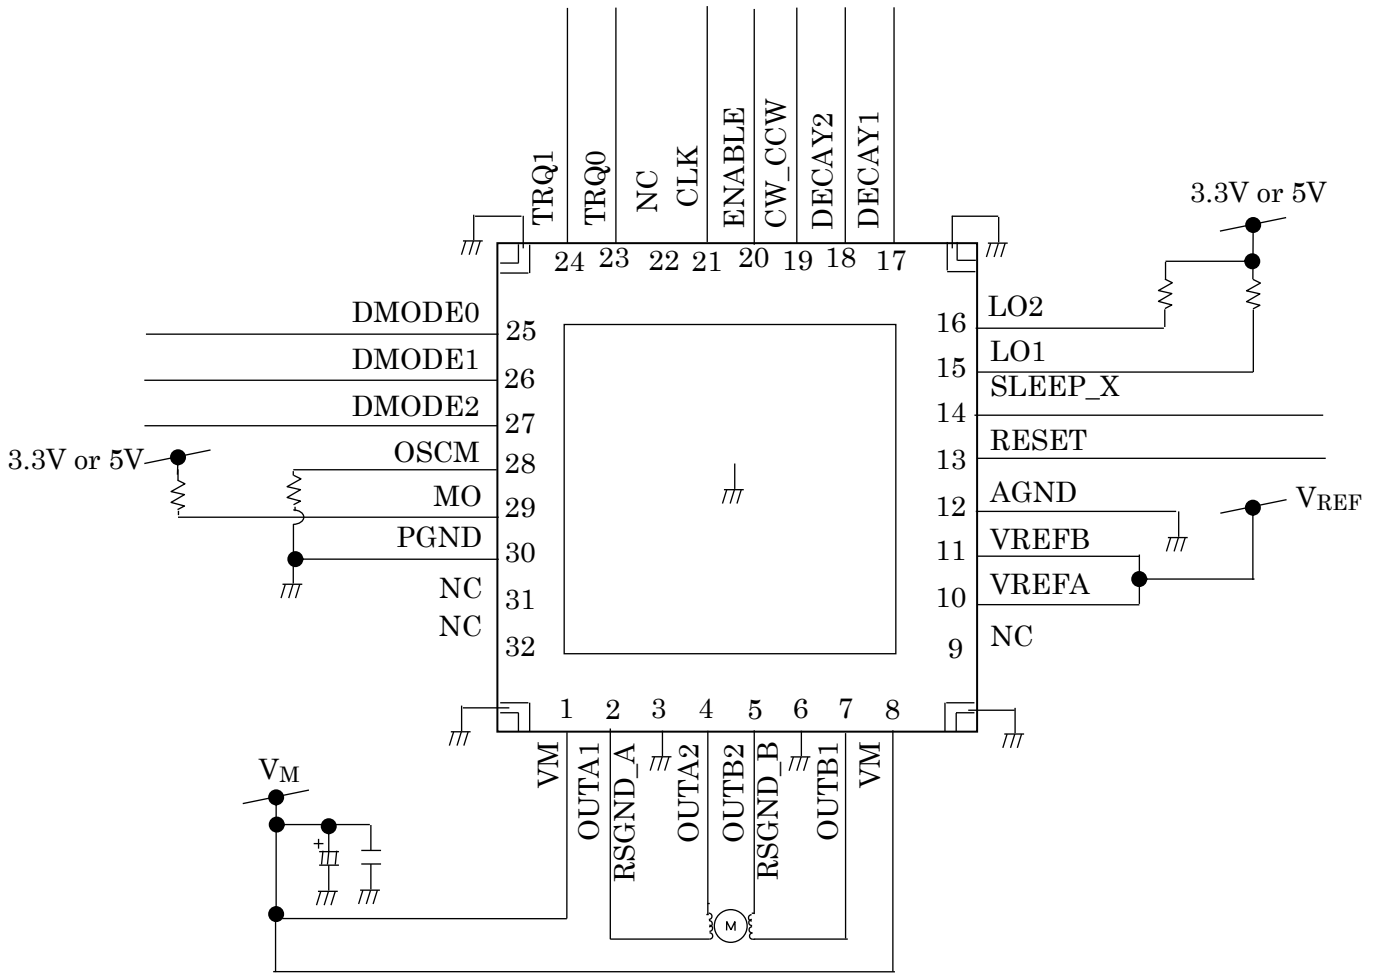 TRQ1
TRQ0
NC
CLK
ENABLE
CW_CCW
DECAY2
DECAY1
24
23
22
21
20
19
18
17
3.3V or 5V
DMODE0
25
DMODE1
26
DMODE2
27
3.3V or 5V
OSCM
28
MO
29
PGND
30
NC
31
NC
32
16
LO2
15
LO1
14
SLEEP_X
13
RESET
12
AGND
VREF
11
VREFB
10
VREFA
9
NC
1
2
3
4
5
6
7
8
VM
OUTA1
RSGND_A
OUTA2
OUTB2
RSGND_B
OUTB1
VM
VM
+
M